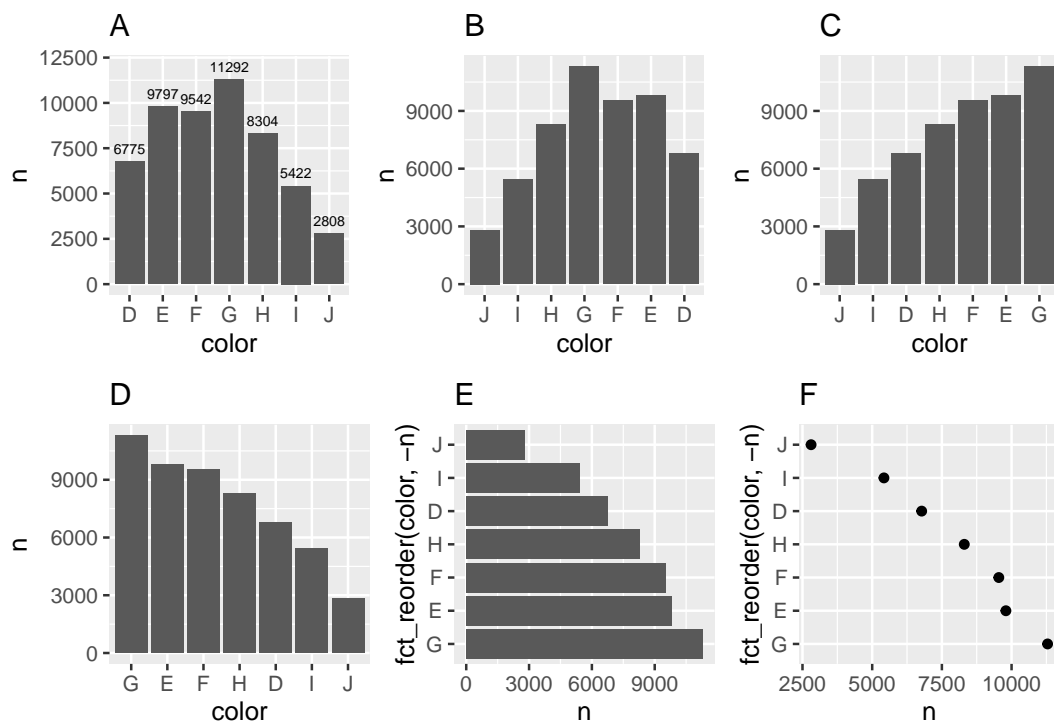 A
12500
10000
7500
5000
2500
0
n
6775
9797
9542
11292
8304
5422
2808
D E F G H I J
color
B
9000
6000
3000
0
n
J I H G F E D
color
C
9000
6000
3000
0
n
J I D H F E G
color
D
9000
6000
3000
0
n
G E F H D I J
color
E
fct_reorder(color, −n)
J
I
D
H
F
E
G
0 3000 6000 9000
n
F
fct_reorder(color, −n)
J
I
D
H
F
E
G
2500 5000 7500 10000
n